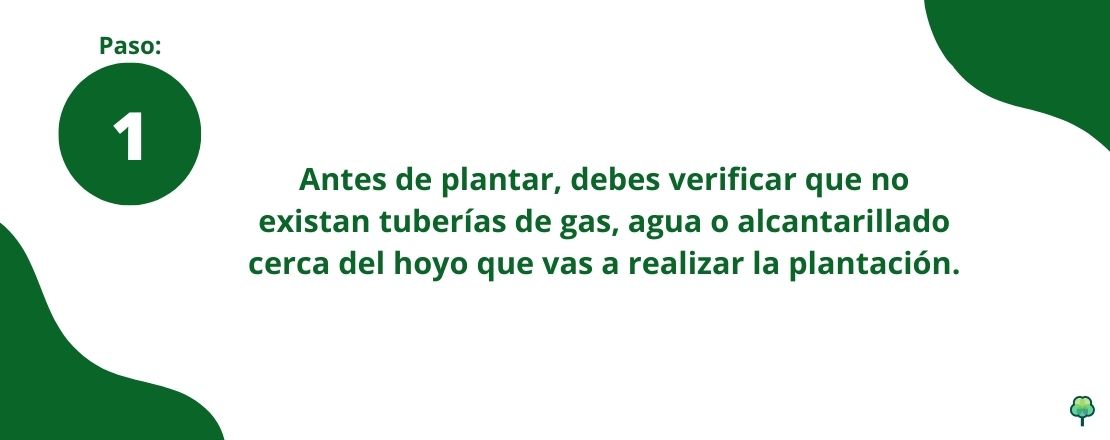 Paso:
1
Antes de plantar, debes verificar que no
existan tuberías de gas, agua o alcantarillado
cerca del hoyo que vas a realizar la plantación.